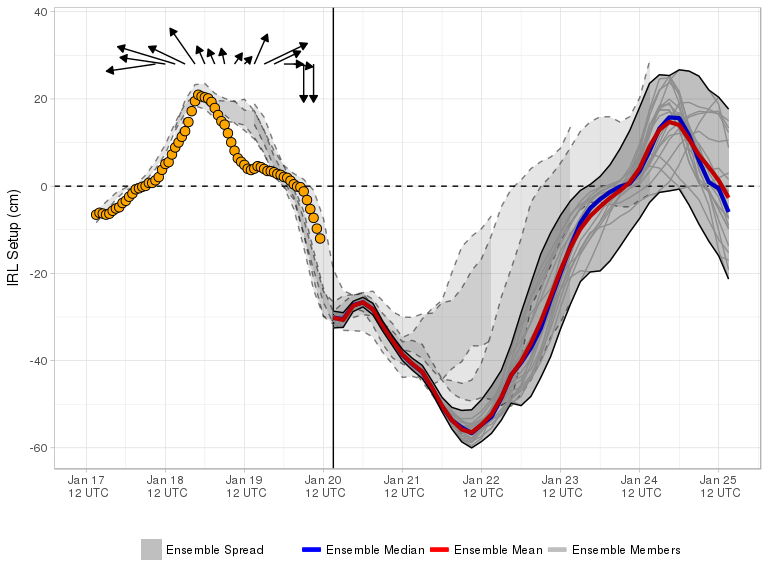 40
20
0
-20
-40
-60
IRL Setup (cm)
Jan 17 Jan 18 Jan 19 Jan 20 Jan 21 Jan 22 Jan 23 Jan 24 Jan 25
12 UTC 12 UTC 12 UTC 12 UTC 12 UTC 12 UTC 12 UTC 12 UTC 12 UTC
Ensemble Spread Ensemble Median Ensemble Mean Ensemble Members